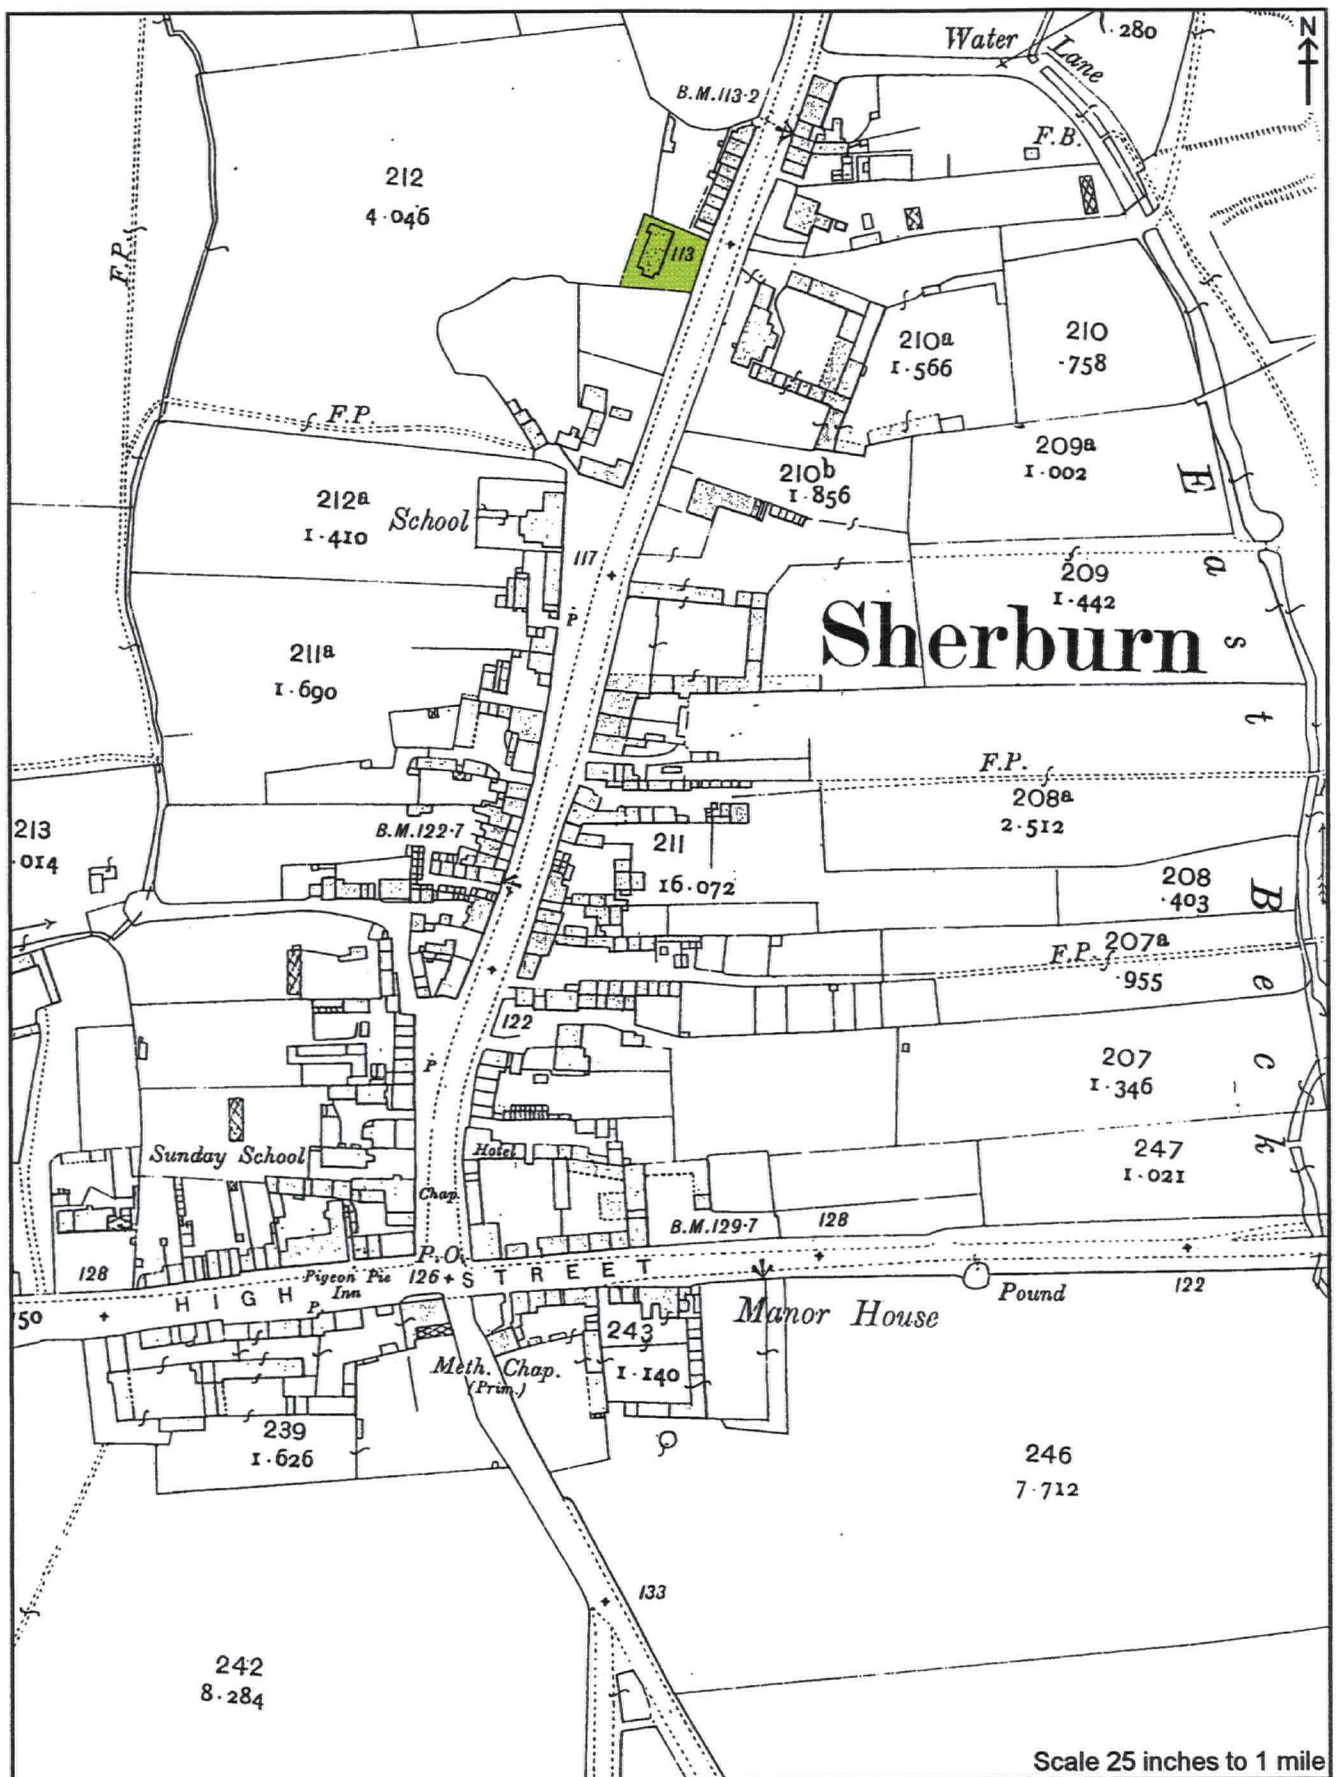 N
Water
Lane
·280
B.M.113·2
F.B.
212
4·046
F.P.
113
210a
1·566
210
·758
F.P.
209a
1·002
210b
1·856
212a
1·410
School
117
209
1·442
P
Sherburn
211a
1·690
F.P.
208a
2·512
213
·014
B.M.122·7
211
16·072
208
·403
207a
F.P.
·955
122
P
207
1·346
East Beck
Sunday School
Hotel
247
1·021
Chap.
B.M.129·7
128
P.O.
128
Pigeon Pie
Inn
126
HIGH STREET
P.
50
Manor House
Pound
122
243
1·140
Meth. Chap.
(Prim.)
239
1·626
246
7·712
133
242
8·284
Scale 25 inches to 1 mile